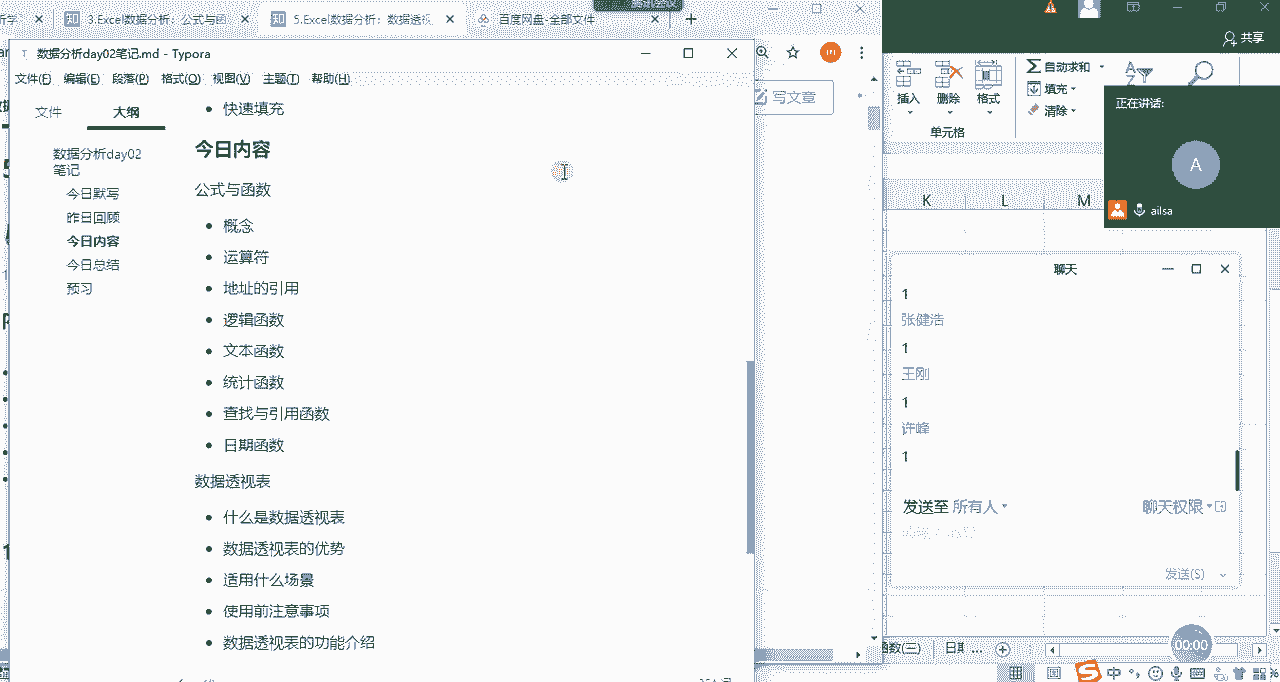 3.Excel数据分析：公式与函
5.Excel数据分析：数据透视
百度网盘-全部文件
数据分析day02笔记.md - Typora
文件(F) 编辑(E) 段落(P) 格式(O) 视图(V) 主题(T) 帮助(H)
文件 大纲
数据分析day02
笔记
今日默写
昨日回顾
今日内容
今日总结
预习
快速填充
今日内容
公式与函数
概念
运算符
地址的引用
逻辑函数
文本函数
统计函数
查找与引用函数
日期函数
数据透视表
什么是数据透视表
数据透视表的优势
适用什么场景
使用前注意事项
数据透视表的功能介绍
写文章
共享
插入 删除 格式
自动求和
填充
清除
单元格
正在讲话:
A
ailsa
K L M
聊天
1
张健浩
1
王刚
1
许峰
1
发送至 所有人
聊天权限
发送(S)
函数(三) 日期 ...
00:00
中